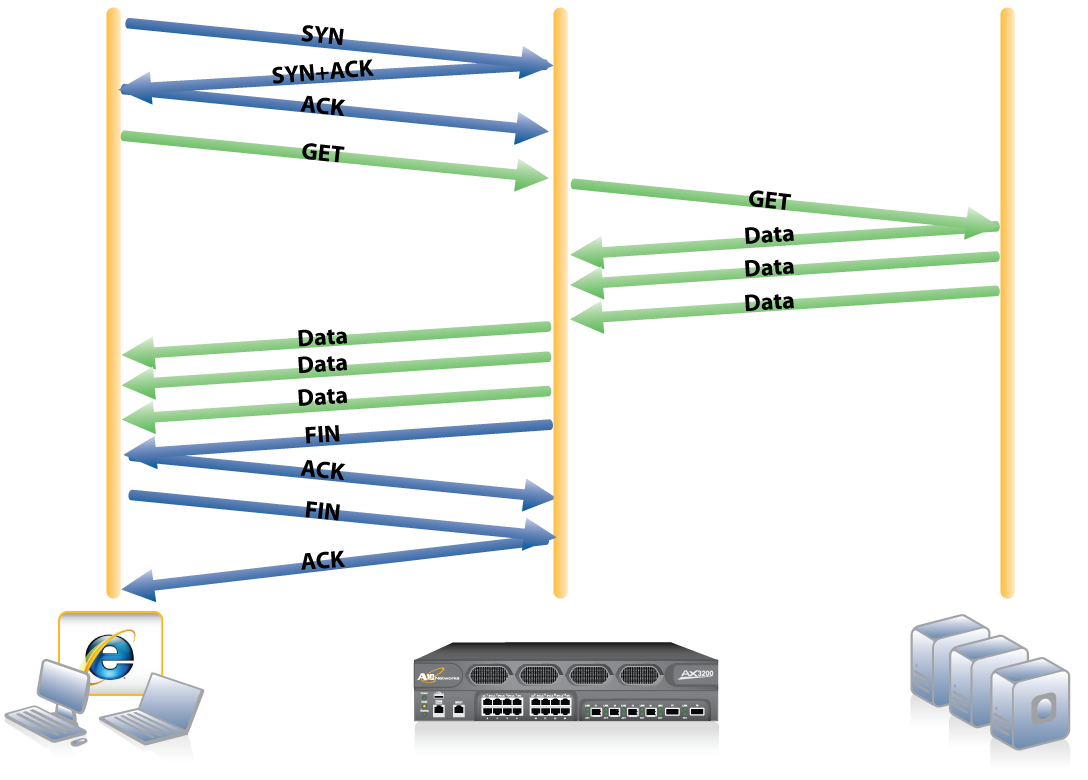 SYN
SYN+ACK
ACK
GET
GET
Data
Data
Data
Data
Data
Data
FIN
ACK
FIN
ACK
A10 Networks
AX3200